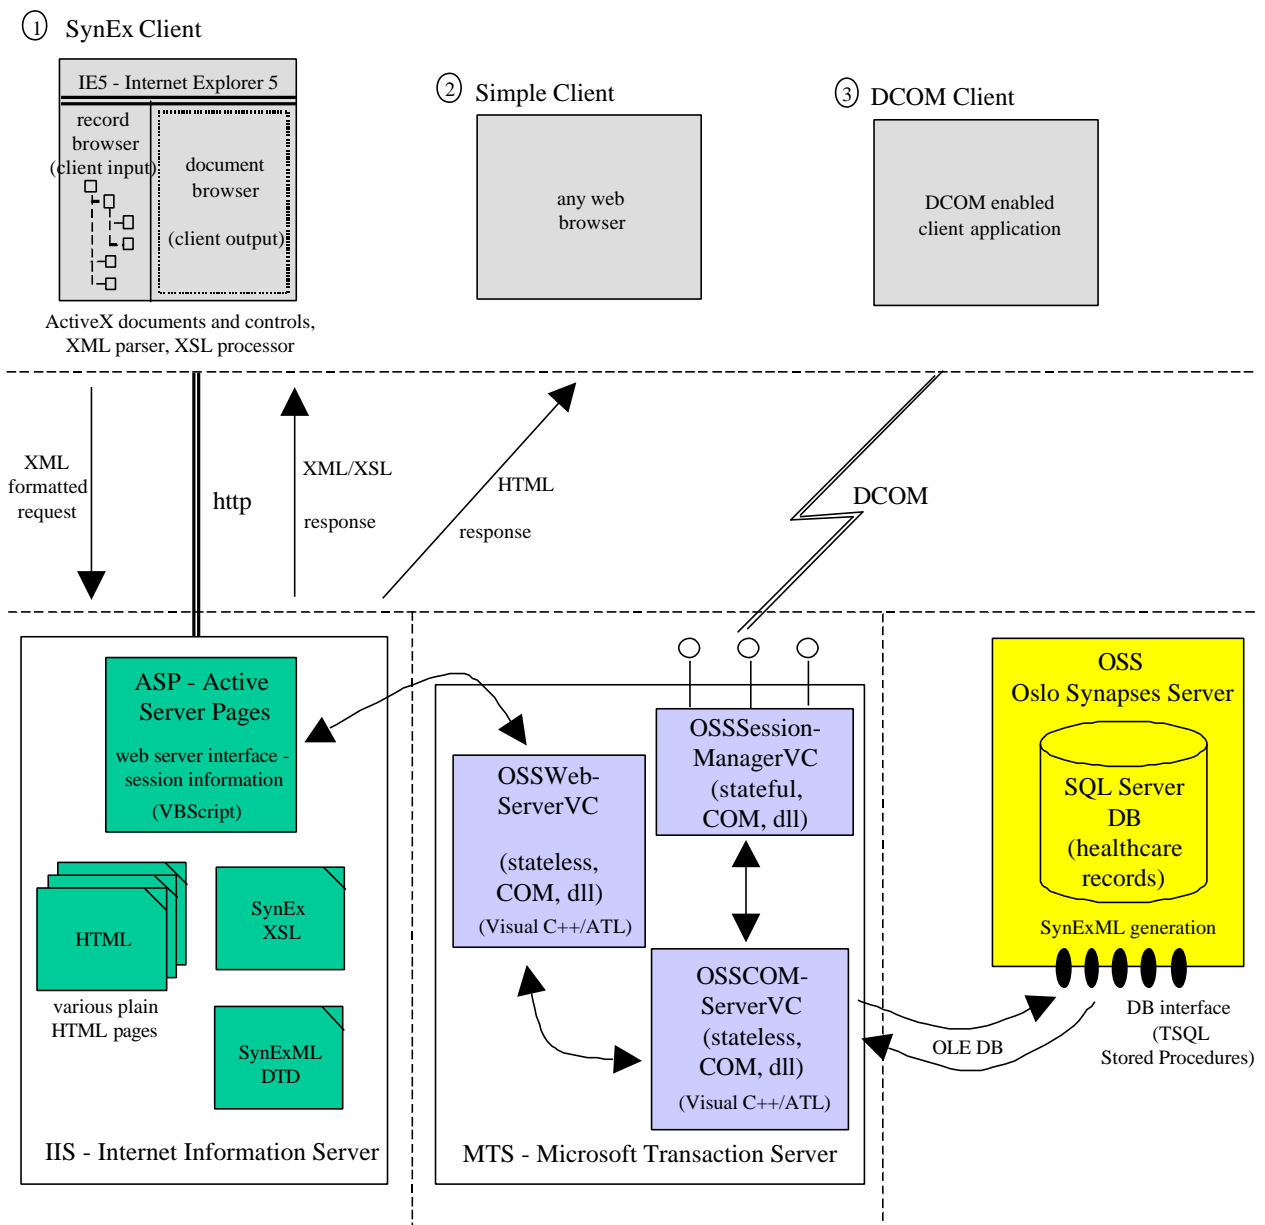 1 SynEx Client
IE5 - Internet Explorer 5
record
browser
(client input)
document
browser
(client output)
ActiveX documents and controls,
XML parser, XSL processor
2 Simple Client
any web
browser
3 DCOM Client
DCOM enabled
client application
XML
formatted
request
http
XML/XSL
response
HTML
response
DCOM
ASP - Active
Server Pages
web server interface -
session information
(VBScript)
HTML
various plain
HTML pages
SynEx
XSL
SynExML
DTD
IIS - Internet Information Server
OSSWeb-
ServerVC
(stateless,
COM, dll)
(Visual C++/ATL)
OSSSession-
ManagerVC
(stateful,
COM, dll)
OSSCOM-
ServerVC
(stateless,
COM, dll)
(Visual C++/ATL)
MTS - Microsoft Transaction Server
OLE DB
OSS
Oslo Synapses Server
SQL Server
DB
(healthcare
records)
SynExML generation
DB interface
(TSQL
Stored Procedures)